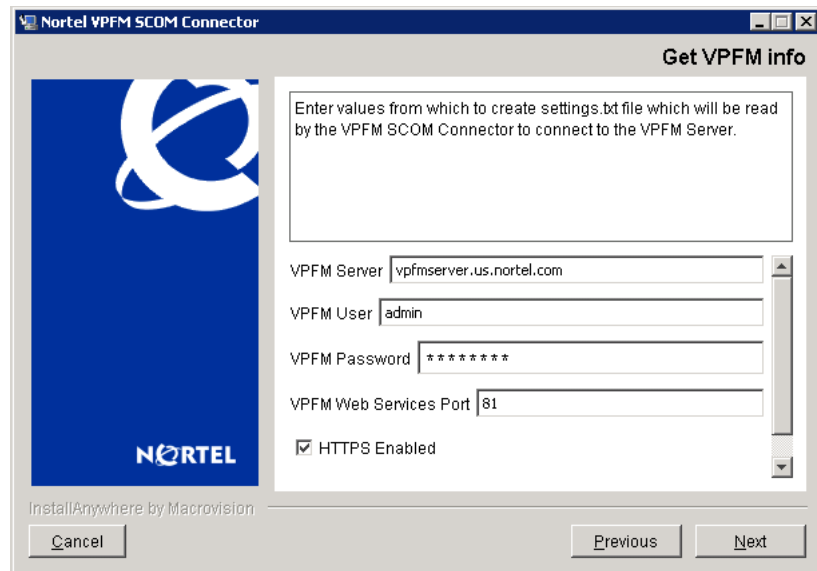 Nortel VPFM SCOM Connector
Get VPFM info
Enter values from which to create settings.txt file which will be read
by the VPFM SCOM Connector to connect to the VPFM Server.
VPFM Server vpfmserver.us.nortel.com
VPFM User admin
VPFM Password ********
VPFM Web Services Port 81
HTTPS Enabled
NORTEL
InstallAnywhere by Macrovision
Cancel Previous Next